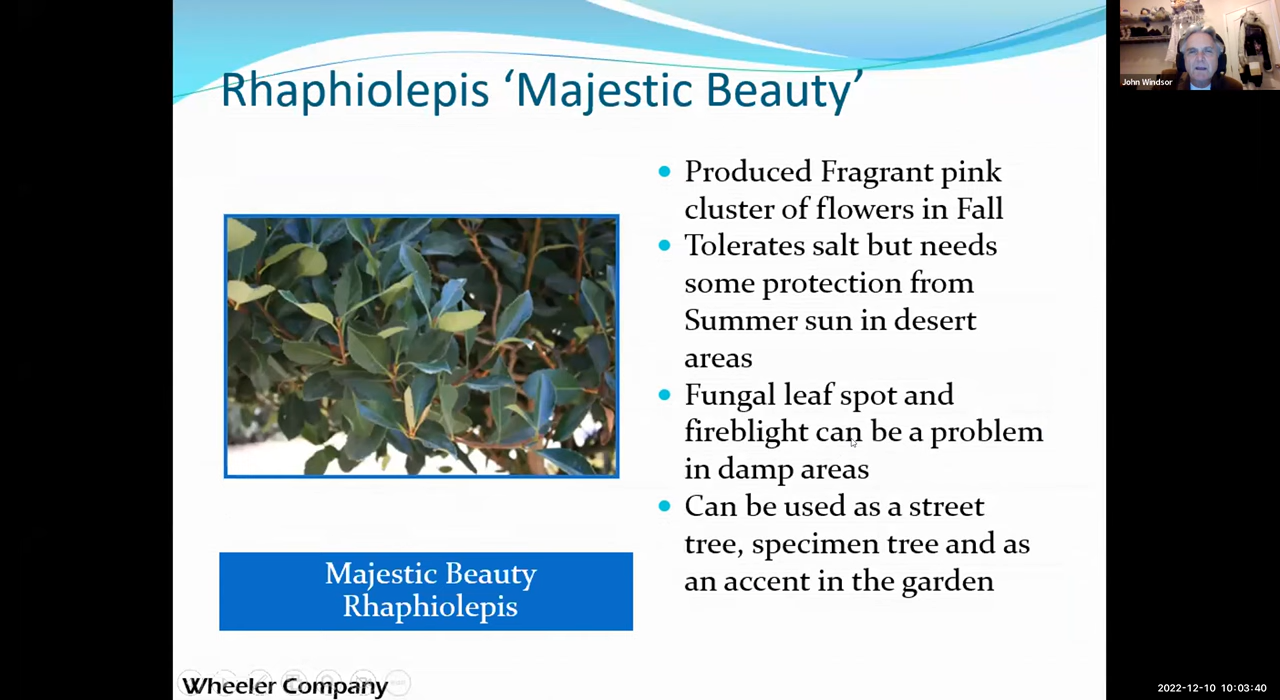 Rhaphiolepis ‘Majestic Beauty’
Produced Fragrant pink
cluster of flowers in Fall
Tolerates salt but needs
some protection from
Summer sun in desert
areas
Fungal leaf spot and
fireblight can be a problem
in damp areas
Can be used as a street
tree, specimen tree and as
an accent in the garden
Majestic Beauty
Rhaphiolepis
Wheeler Company
John Windsor
2022-12-10 10:03:40